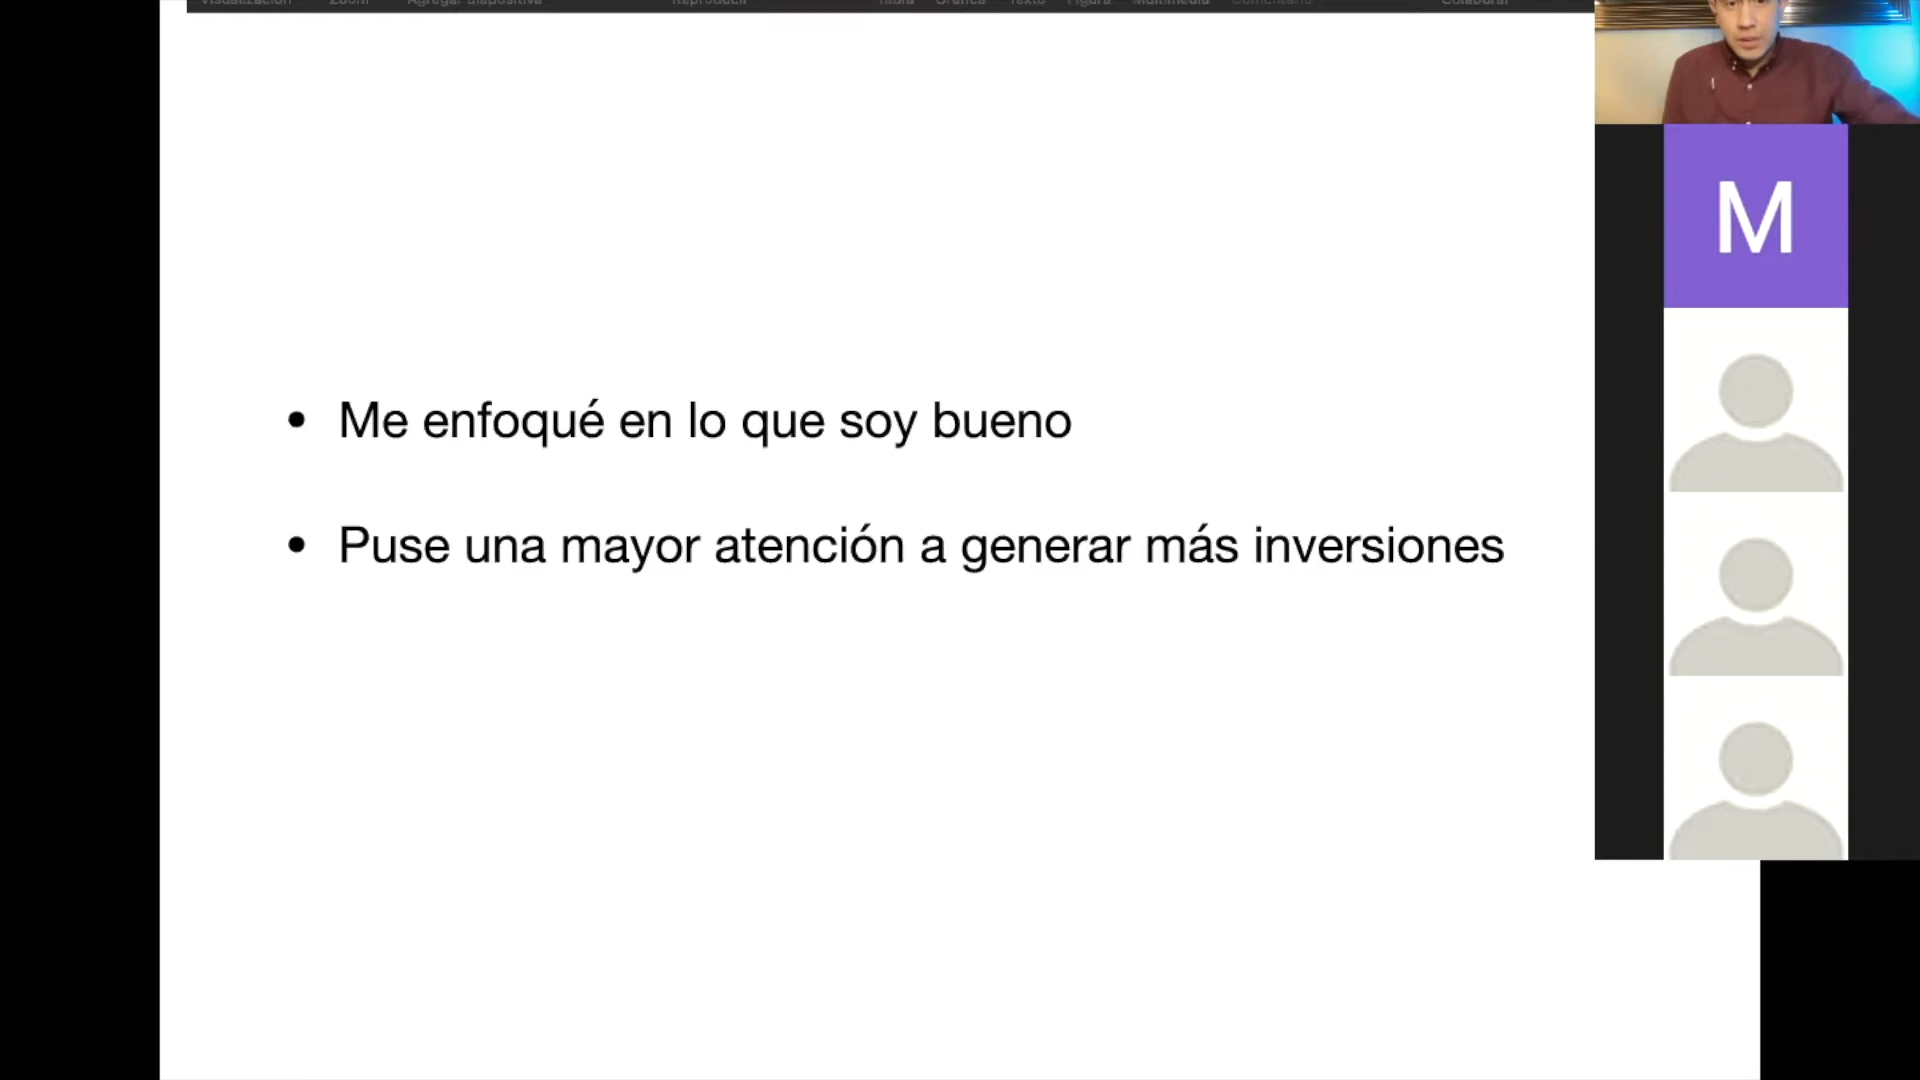 Visualización Zoom Agregar diapositiva Reproducir Tabla Gráfica Texto Figura Multimedia Comentario Colaborar
M
• Me enfoqué en lo que soy bueno
• Puse una mayor atención a generar más inversiones